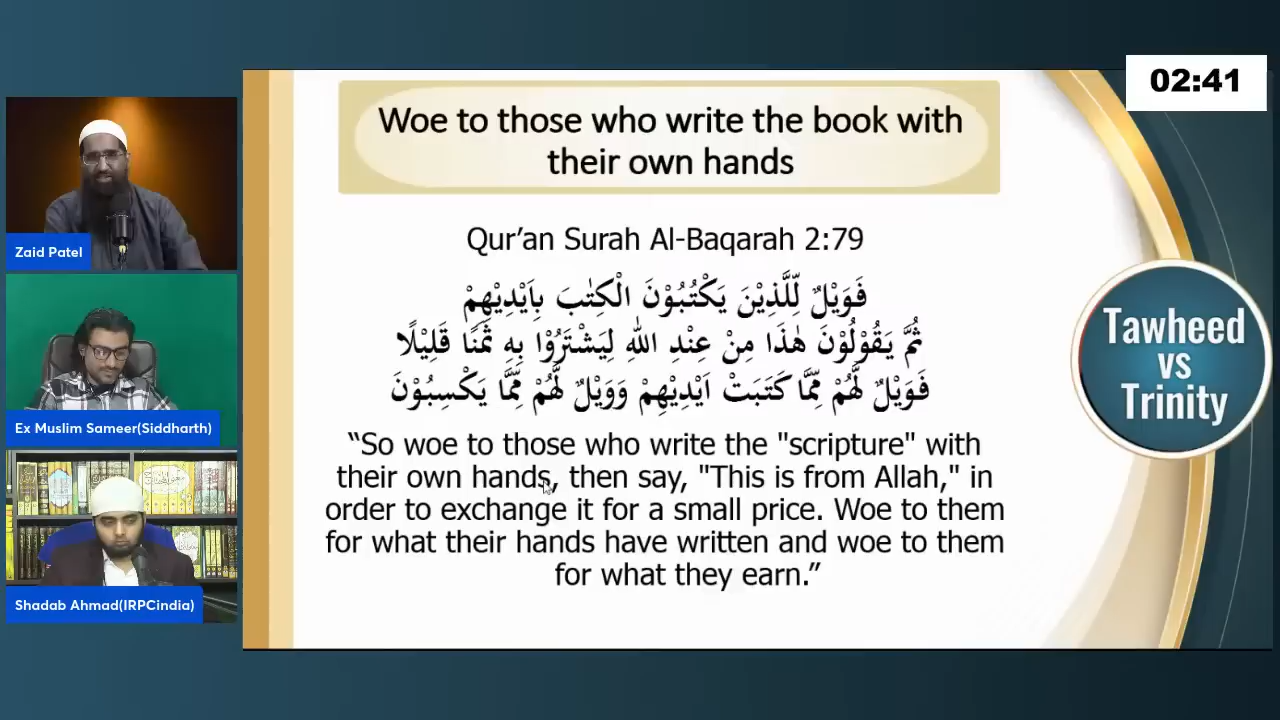 02:41
Woe to those who write the book with
their own hands
Qur’an Surah Al-Baqarah 2:79
فَوَيْلٌ لِّلَّذِيْنَ يَكْتُبُوْنَ الْكِتٰبَ بِاَيْدِيْهِمْ
ثُمَّ يَقُوْلُوْنَ هٰذَا مِنْ عِنْدِ اللّٰهِ لِيَشْتَرُوْا بِهٖ ثَمَنًا قَلِيْلًا
فَوَيْلٌ لَّهُمْ مِّمَّا كَتَبَتْ اَيْدِيْهِمْ وَوَيْلٌ لَّهُمْ مِّمَّا يَكْسِبُوْنَ
“So woe to those who write the "scripture" with
their own hands, then say, "This is from Allah," in
order to exchange it for a small price. Woe to them
for what their hands have written and woe to them
for what they earn.”
Tawheed
vs
Trinity
Zaid Patel
Ex Muslim Sameer(Siddharth)
Shadab Ahmad(IRPCindia)